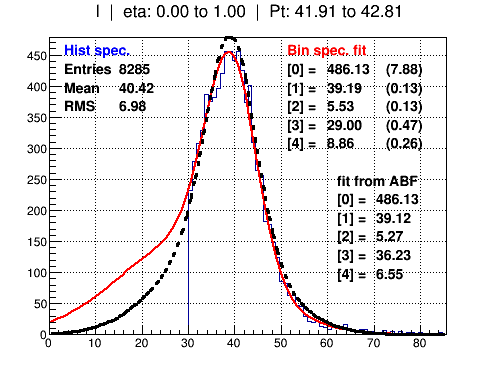 I | eta: 0.00 to 1.00 | Pt: 41.91 to 42.81
Hist spec.
Entries 8285
Mean 40.42
RMS 6.98
Bin spec. fit
[0] = 486.13 (7.88)
[1] = 39.19 (0.13)
[2] = 5.53 (0.13)
[3] = 29.00 (0.47)
[4] = 8.86 (0.26)
fit from ABF
[0] = 486.13
[1] = 39.12
[2] = 5.27
[3] = 36.23
[4] = 6.55
450
400
350
300
250
200
150
100
50
0
0 10 20 30 40 50 60 70 80